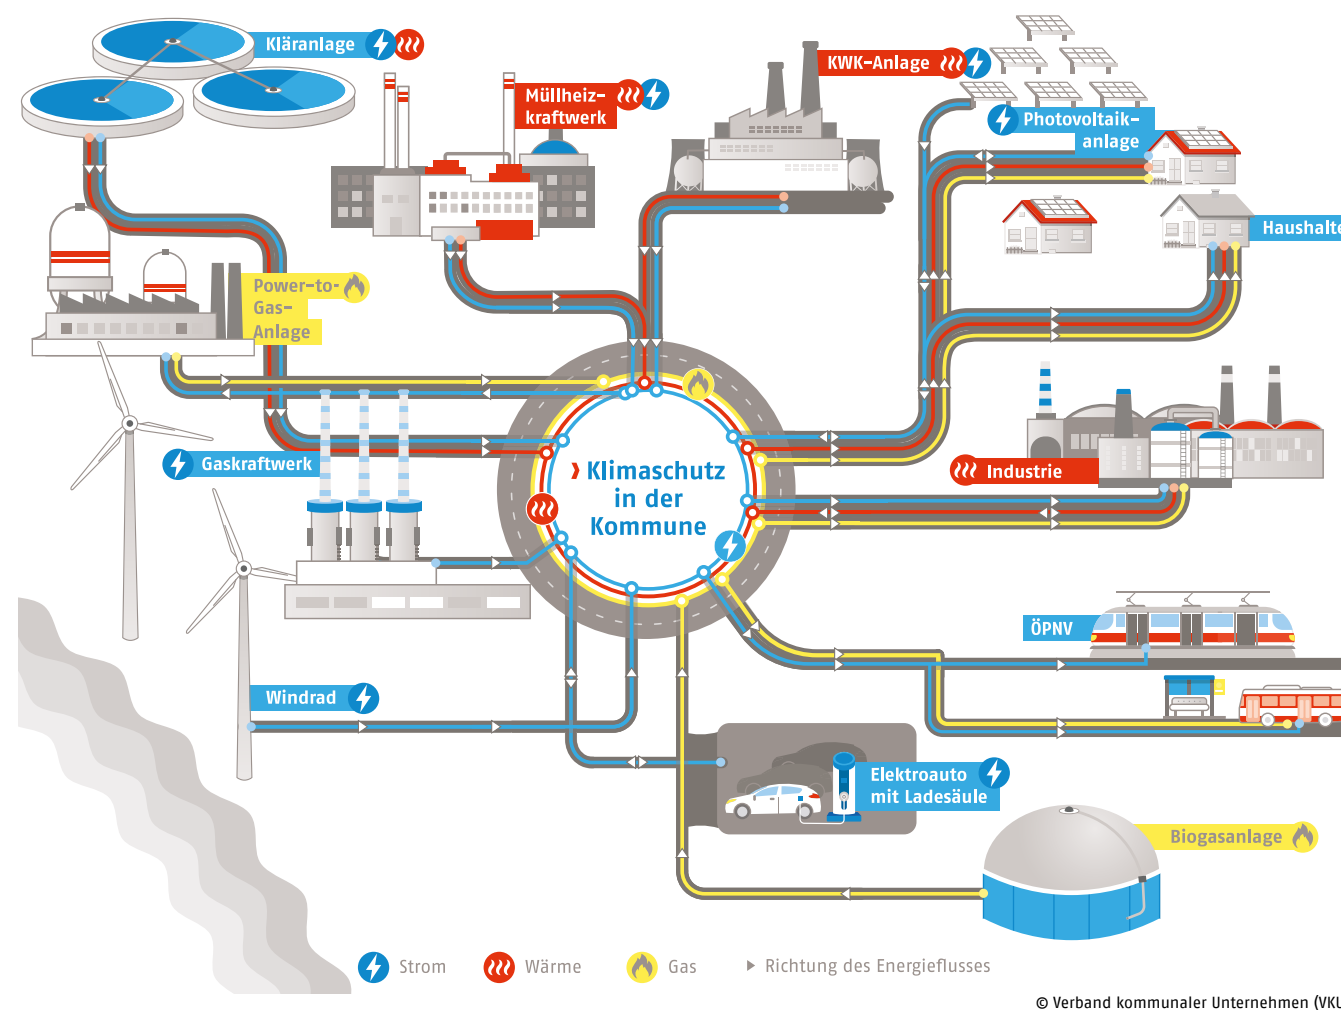 Kläranlage
Müllheiz-
kraftwerk
KWK-Anlage
Photovoltaik-
anlage
Haushalte
Power-to-
Gas-
Anlage
Gaskraftwerk
Klimaschutz
in der
Kommune
Industrie
ÖPNV
Windrad
Elektroauto
mit Ladesäule
Biogasanlage
Strom
Wärme
Gas
Richtung des Energieflusses
© Verband kommunaler Unternehmen (VKU